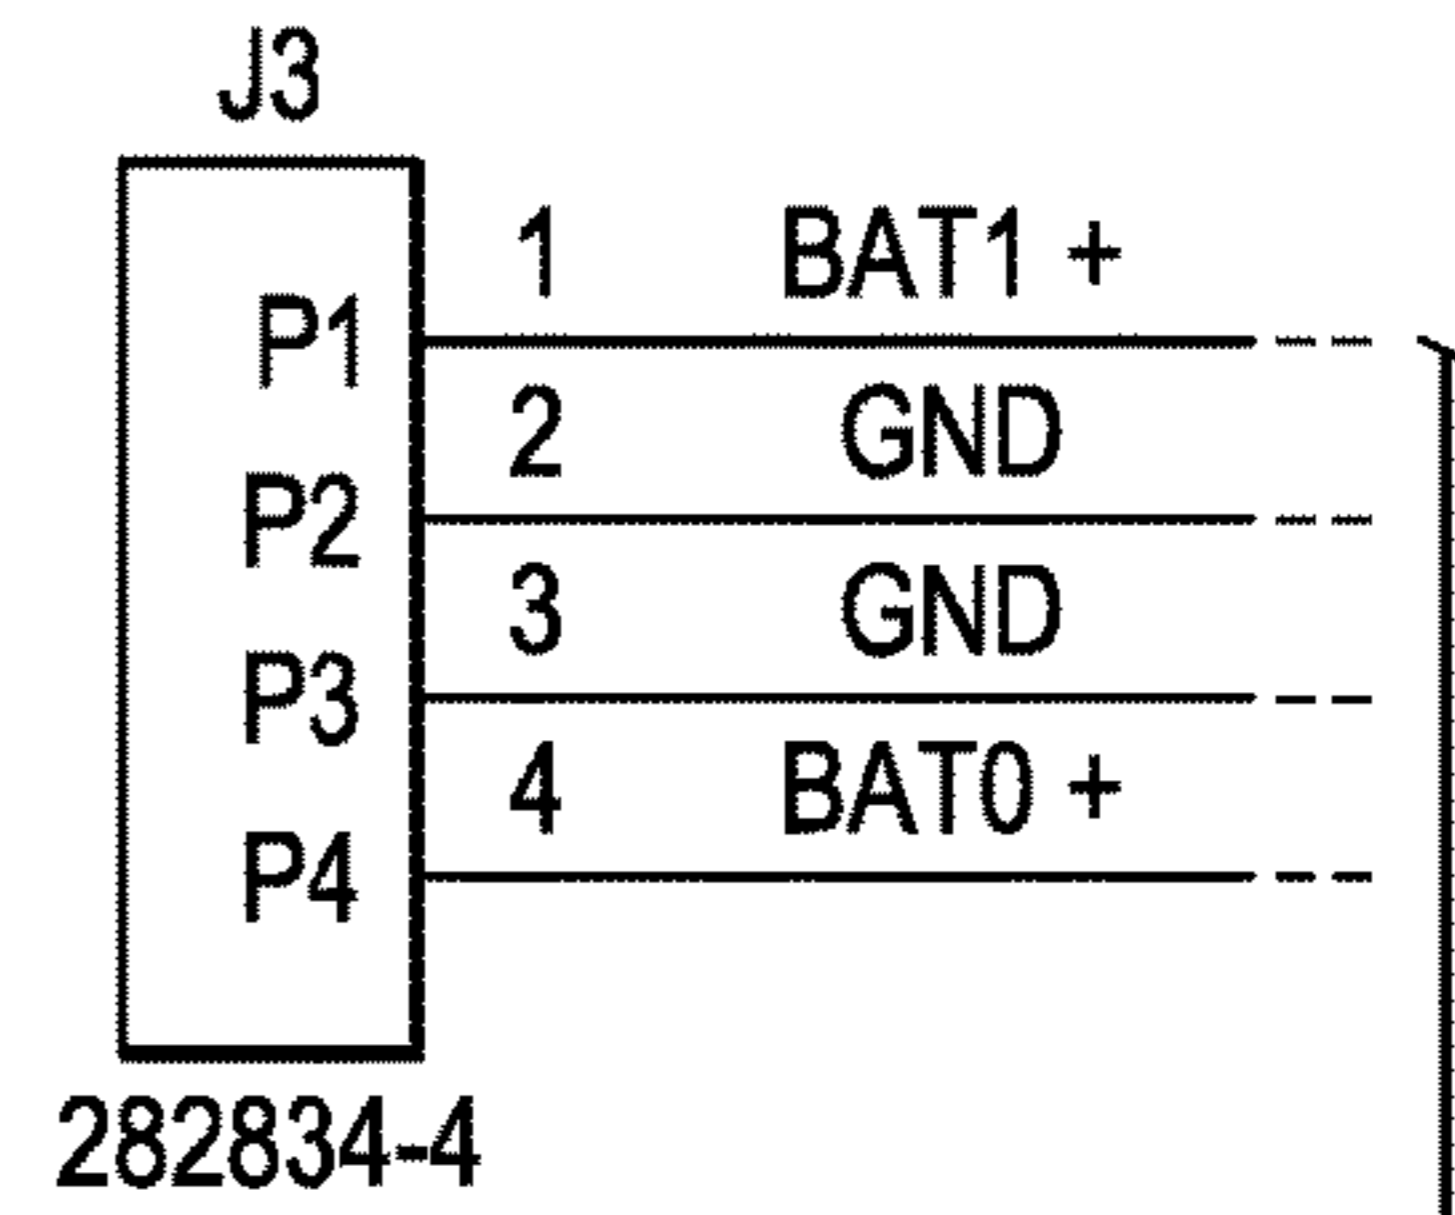 J3
1 BAT1 +
P1
2 GND
P2
3 GND
P3
4 BAT0 +
P4
282834-4